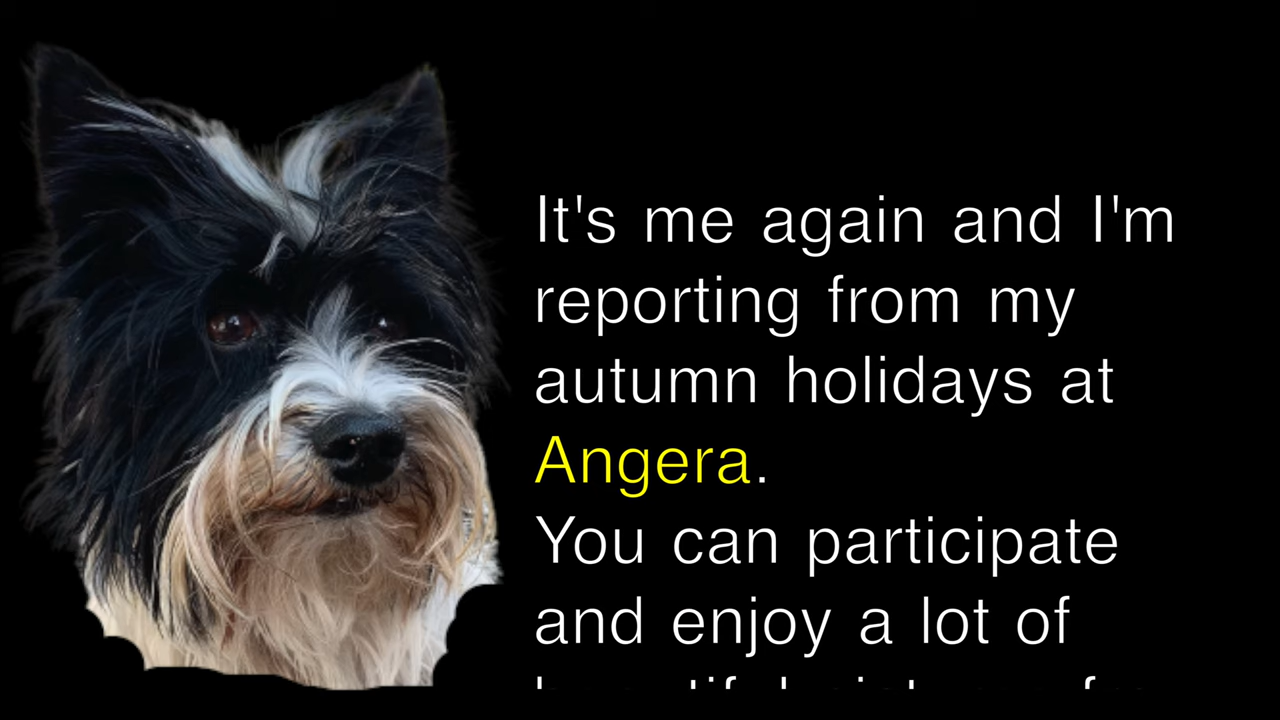 It's me again and I'm
reporting from my
autumn holidays at
Angera.
You can participate
and enjoy a lot of